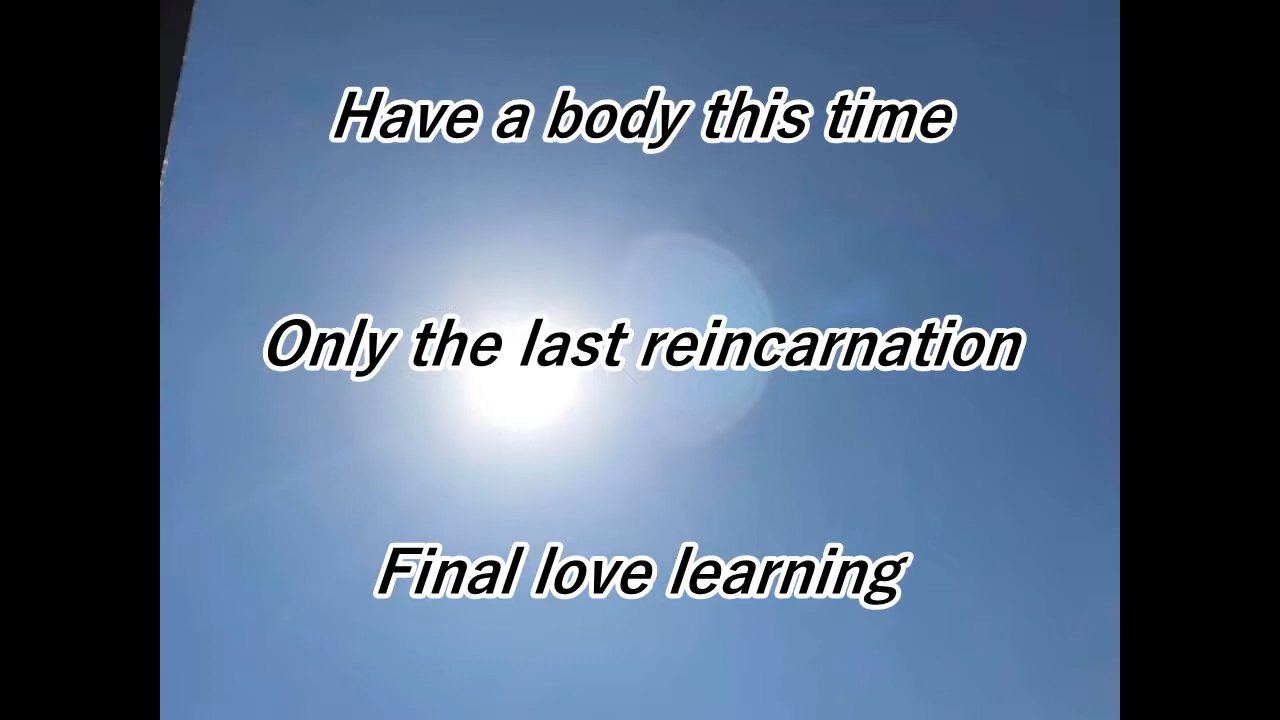 Have a body this time
Only the last reincarnation
Final love learning